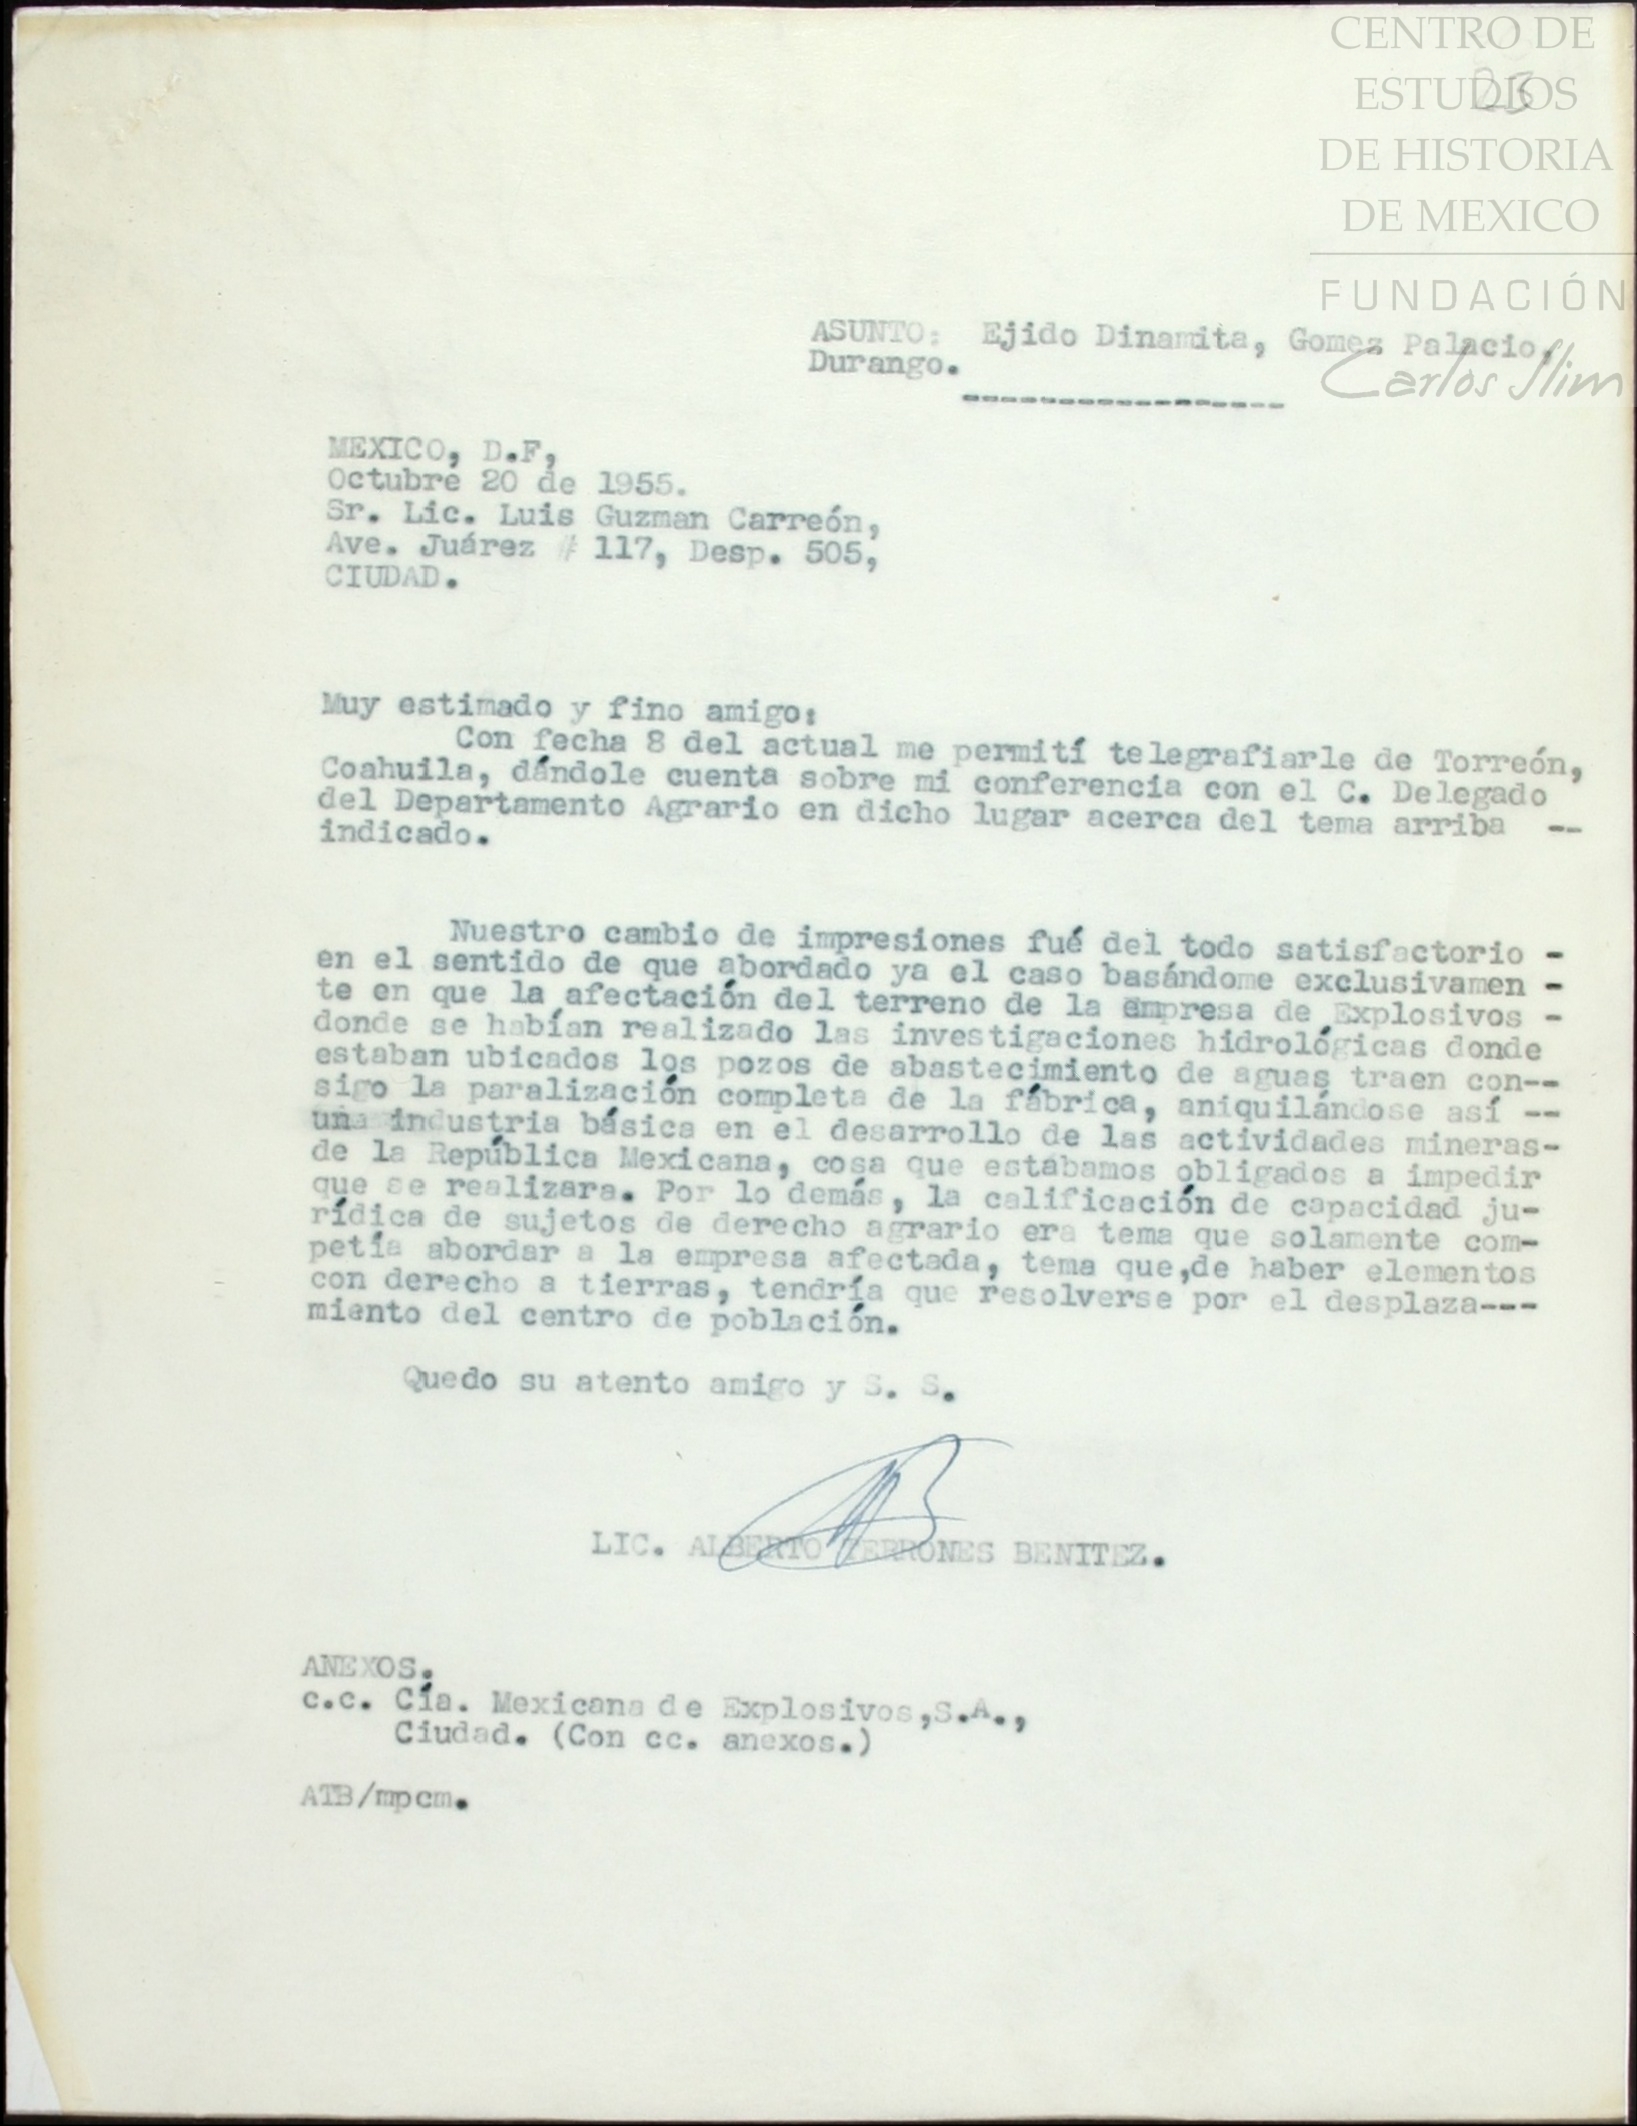 CENTRO DE
ESTUDIOS
DE HISTORIA
DE MEXICO
FUNDACIÓN
Carlos Slim
23
ASUNTO: Ejido Dinamita, Gomez Palacio,
Durango.
MEXICO, D.F,
Octubre 20 de 1955.
Sr. Lic. Luis Guzman Carreón,
Ave. Juárez # 117, Desp. 505,
CIUDAD.
Muy estimado y fino amigo:
Con fecha 8 del actual me permití telegrafiarle de Torreón,
Coahuila, dándole cuenta sobre mi conferencia con el C. Delegado
del Departamento Agrario en dicho lugar acerca del tema arriba --
indicado.
Nuestro cambio de impresiones fué del todo satisfactorio -
en el sentido de que abordado ya el caso basándome exclusivamen -
te en que la afectación del terreno de la empresa de Explosivos -
donde se habían realizado las investigaciones hidrológicas donde
estaban ubicados los pozos de abastecimiento de aguas traen con--
sigo la paralización completa de la fábrica, aniquilándose así --
una industria básica en el desarrollo de las actividades mineras-
de la República Mexicana, cosa que estábamos obligados a impedir
que se realizara. Por lo demás, la calificación de capacidad ju-
rídica de sujetos de derecho agrario era tema que solamente com-
petía abordar a la empresa afectada, tema que,de haber elementos
con derecho a tierras, tendría que resolverse por el desplaza---
miento del centro de población.
Quedo su atento amigo y S. S.
LIC. ALBERTO TERRONES BENITEZ.
ANEXOS.
c.c. Cía. Mexicana de Explosivos,S.A.,
Ciudad. (Con cc. anexos.)
ATB/mpcm.